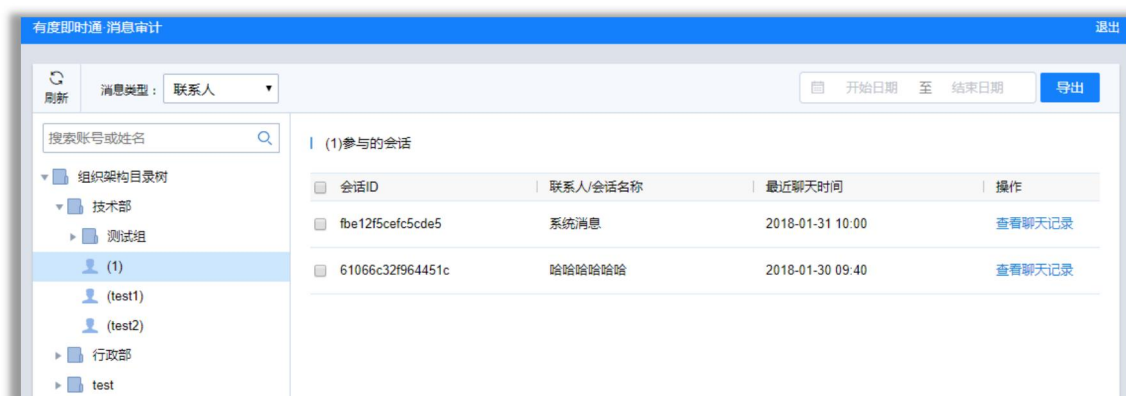 有度即时通·消息审计 退出
刷新 消息类型： 联系人 开始日期 至 结束日期 导出
搜索账号或姓名
(1)参与的会话
组织架构目录树
技术部
测试组
(1)
(test1)
(test2)
行政部
test
会话ID 联系人/会话名称 最近聊天时间 操作
fbe12f5cefc5cde5 系统消息 2018-01-31 10:00 查看聊天记录
61066c32f964451c 哈哈哈哈哈哈 2018-01-30 09:40 查看聊天记录